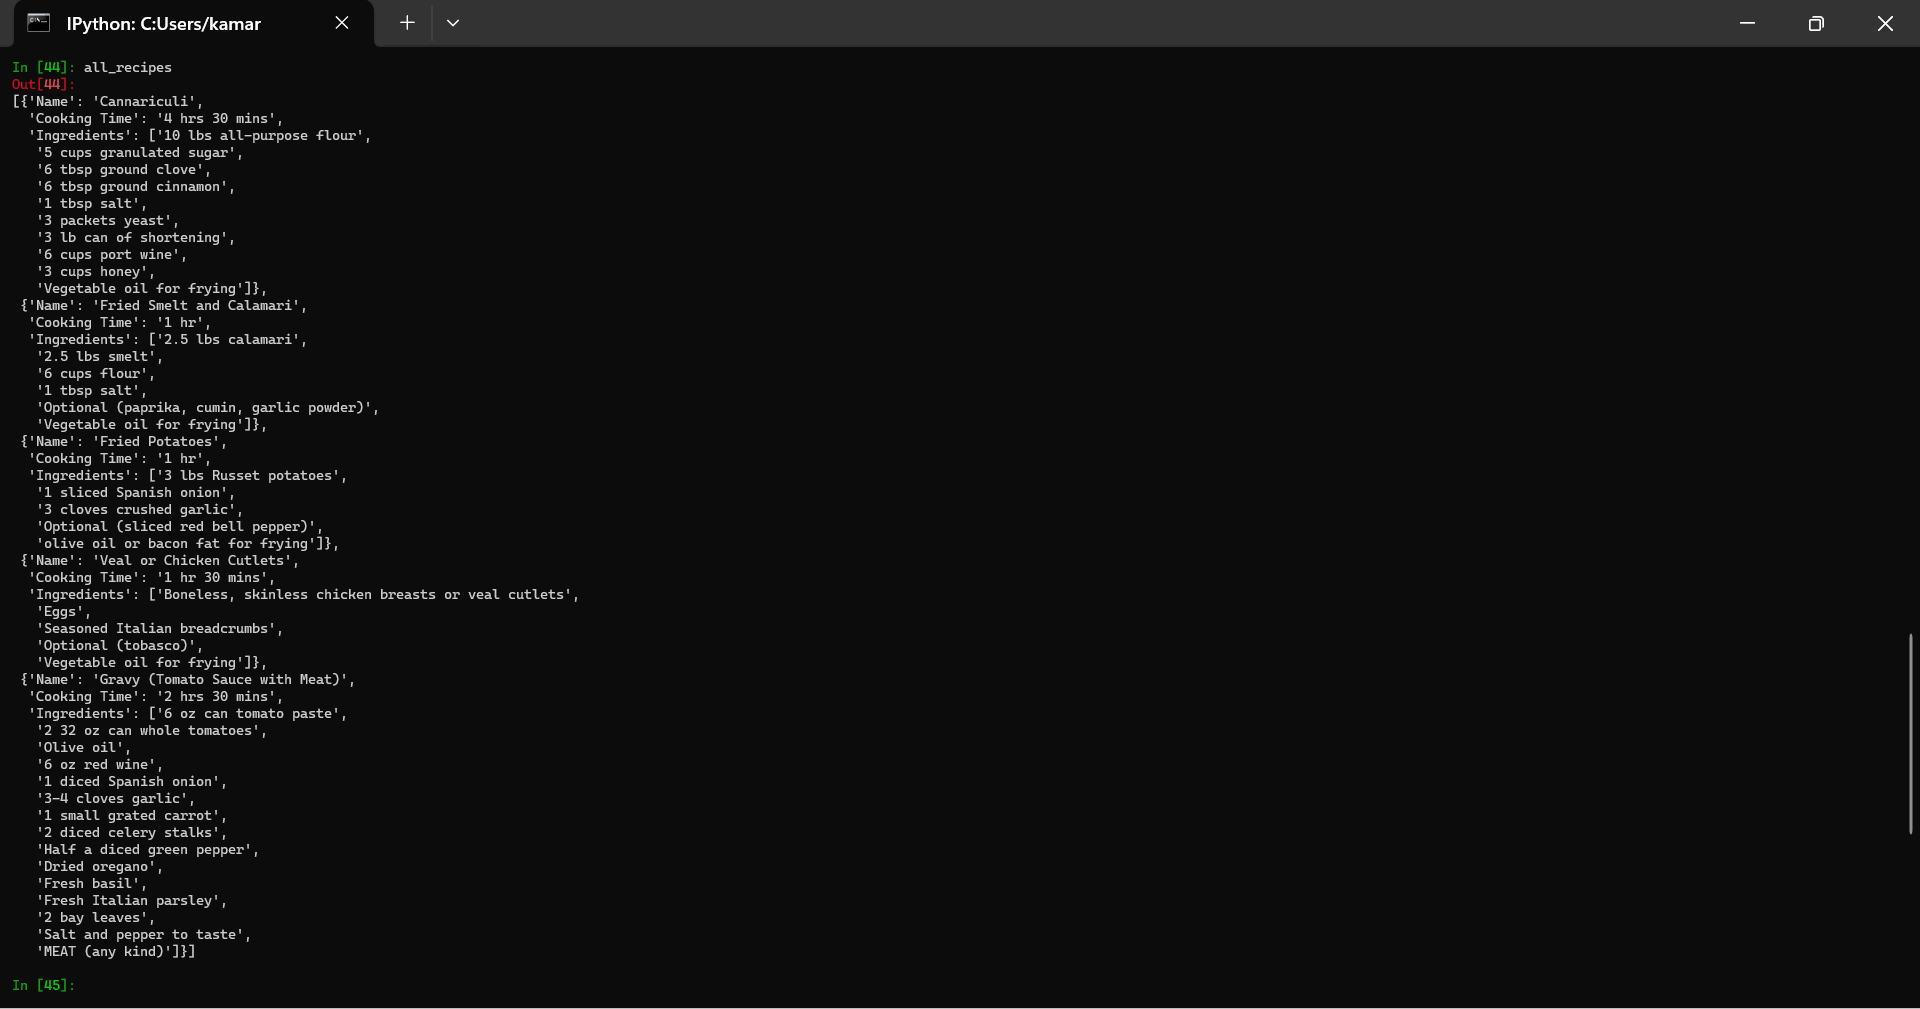 IPython: C:Users/kamar
In [44]: all_recipes
Out[44]:
[{'Name': 'Cannariculi',
'Cooking Time': '4 hrs 30 mins',
'Ingredients': ['10 lbs all-purpose flour',
'5 cups granulated sugar',
'6 tbsp ground clove',
'6 tbsp ground cinnamon',
'1 tbsp salt',
'3 packets yeast',
'3 lb can of shortening',
'6 cups port wine',
'3 cups honey',
'Vegetable oil for frying']},
{'Name': 'Fried Smelt and Calamari',
'Cooking Time': '1 hr',
'Ingredients': ['2.5 lbs calamari',
'2.5 lbs smelt',
'6 cups flour',
'1 tbsp salt',
'Optional (paprika, cumin, garlic powder)',
'Vegetable oil for frying']},
{'Name': 'Fried Potatoes',
'Cooking Time': '1 hr',
'Ingredients': ['3 lbs Russet potatoes',
'1 sliced Spanish onion',
'3 cloves crushed garlic',
'Optional (sliced red bell pepper)',
'olive oil or bacon fat for frying']},
{'Name': 'Veal or Chicken Cutlets',
'Cooking Time': '1 hr 30 mins',
'Ingredients': ['Boneless, skinless chicken breasts or veal cutlets',
'Eggs',
'Seasoned Italian breadcrumbs',
'Optional (tobasco)',
'Vegetable oil for frying']},
{'Name': 'Gravy (Tomato Sauce with Meat)',
'Cooking Time': '2 hrs 30 mins',
'Ingredients': ['6 oz can tomato paste',
'2 32 oz can whole tomatoes',
'Olive oil',
'6 oz red wine',
'1 diced Spanish onion',
'3-4 cloves garlic',
'1 small grated carrot',
'2 diced celery stalks',
'Half a diced green pepper',
'Dried oregano',
'Fresh basil',
'Fresh Italian parsley',
'2 bay leaves',
'Salt and pepper to taste',
'MEAT (any kind)']}]
In [45]: